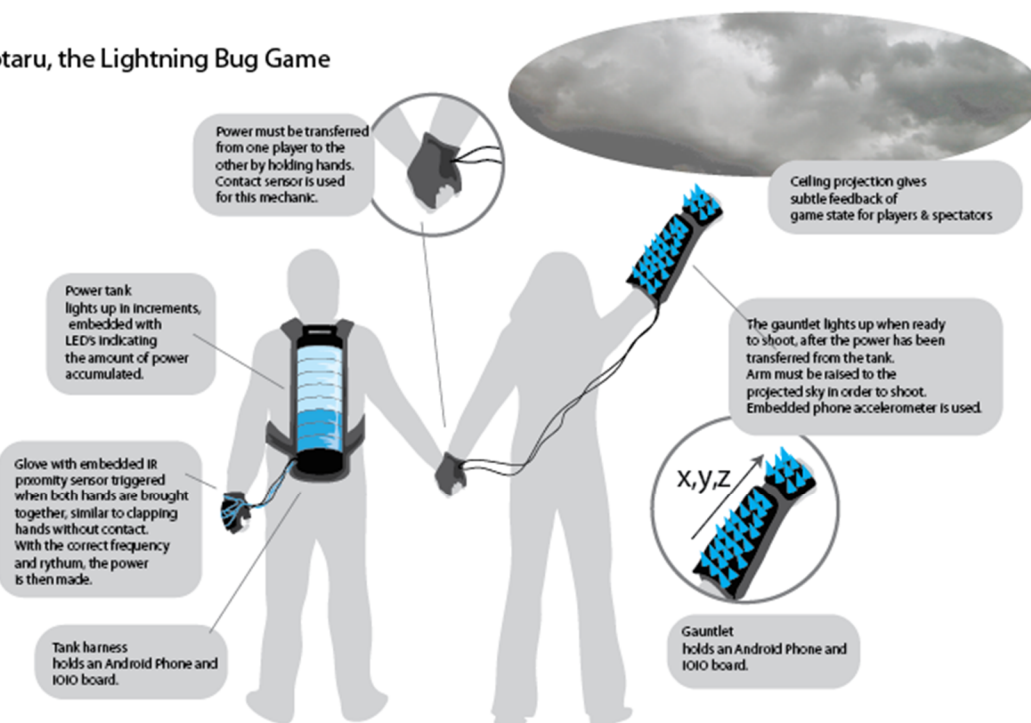 otaru, the Lightning Bug Game
Power must be transferred
from one player to the
other by holding hands.
Contact sensor is used
for this mechanic.
Ceiling projection gives
subtle feedback of
game state for players & spectators
Power tank
lights up in increments,
embedded with
LED's indicating
the amount of power
accumulated.
The gauntlet lights up when ready
to shoot, after the power has been
transferred from the tank.
Arm must be raised to the
projected sky in order to shoot.
Embedded phone accelerometer is used.
Glove with embedded IR
proximity sensor triggered
when both hands are brought
together, similar to clapping
hands without contact.
With the correct frequency
and rythum, the power
is then made.
x,y,z
Tank harness
holds an Android Phone and
IOIO board.
Gauntlet
holds an Android Phone and
IOIO board.